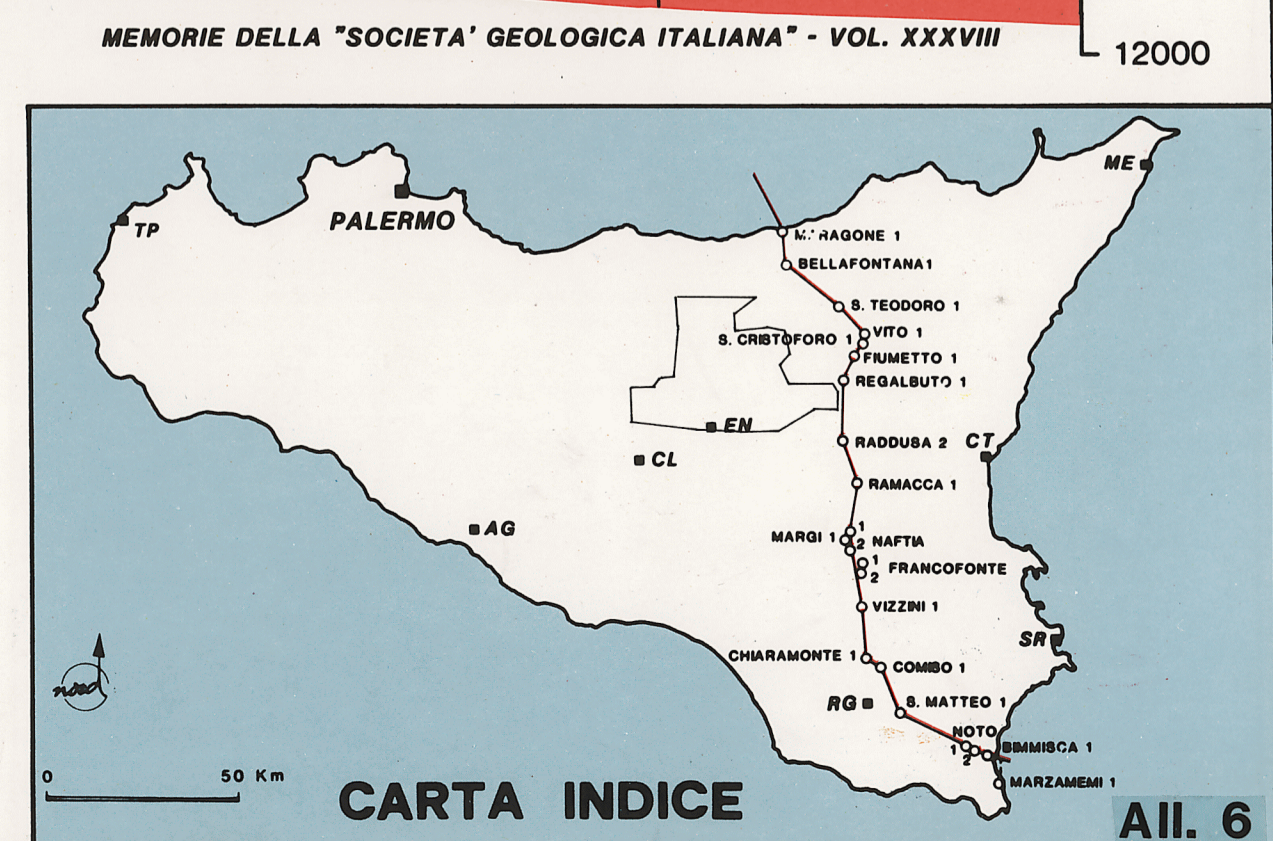 MEMORIE DELLA "SOCIETA' GEOLOGICA ITALIANA" - VOL. XXXVIII
12000
ME
TP
PALERMO
RAGONE 1
BELLAFONTANA 1
S. TEODORO 1
VITO 1
S. CRISTOFORO 1
FIUMETTO 1
REGALBUTO 1
EN
RADDUSA 2
CT
CL
RAMACCA 1
AG
1
MARGI 1
2 NAFTIA
1
FRANCOFONTE
2
VIZZINI 1
SR
CHIARAMONTE 1
COMISO 1
RG
S. MATTEO 1
nord
NOTO
1
2
BIMMISCA 1
0 50 Km
MARZAMEMI 1
CARTA INDICE
All. 6